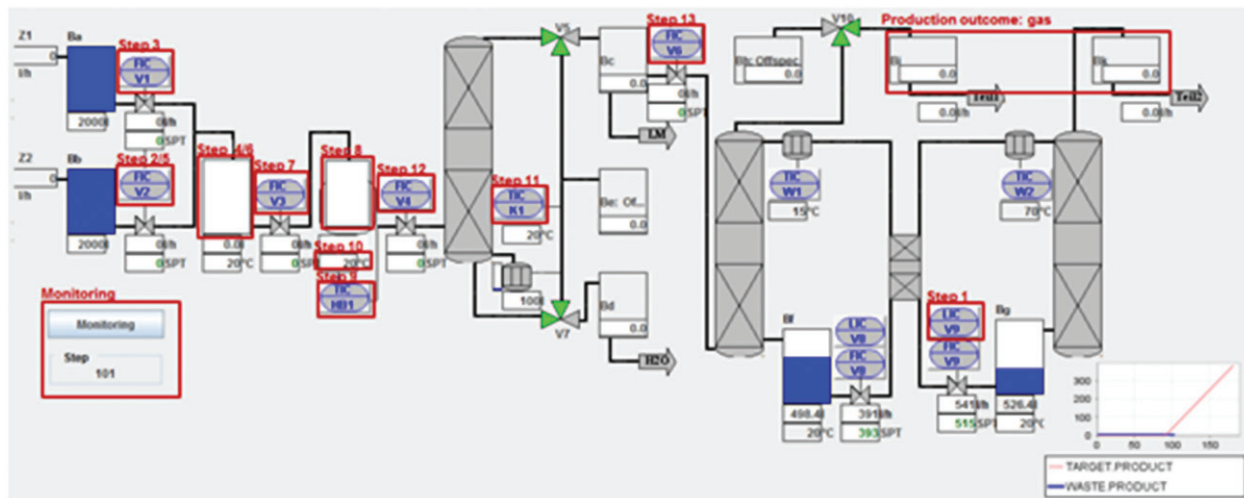 Z1
l/h
0
Ba
2000l
Step 3
FIC
V1
0l/h
0SPT
Z2
l/h
0
Bb
2000l
Step 2/5
FIC
V2
0l/h
0SPT
Step 4/6
0.0l
20°C
Step 7
FIC
V3
0l/h
0SPT
Step 8
Step 10
20°C
Step 9
TIC
HB1
Step 12
FIC
V4
0l/h
0SPT
Step 11
TIC
K1
20°C
100l
V5
V7
Bc
0.0
LM
Be: Of...
0.0
Bd
0.0
H2O
Step 13
FIC
V6
0l/h
0SPT
V10
Production outcome: gas
Offspec
0.0
Bi
0.0
Teil1
0.0l/h
Bk
0.0
Teil2
0.0l/h
TIC
W1
15°C
TIC
W2
70°C
Bf
498.4l
20°C
LIC
V8
FIC
V8
391l/h
393SPT
Step 1
LIC
V9
FIC
V9
541l/h
515SPT
Bg
526.4l
20°C
Monitoring
Monitoring
Step
101
300
200
100
0
0
50
100
150
TARGET.PRODUCT
WASTE.PRODUCT